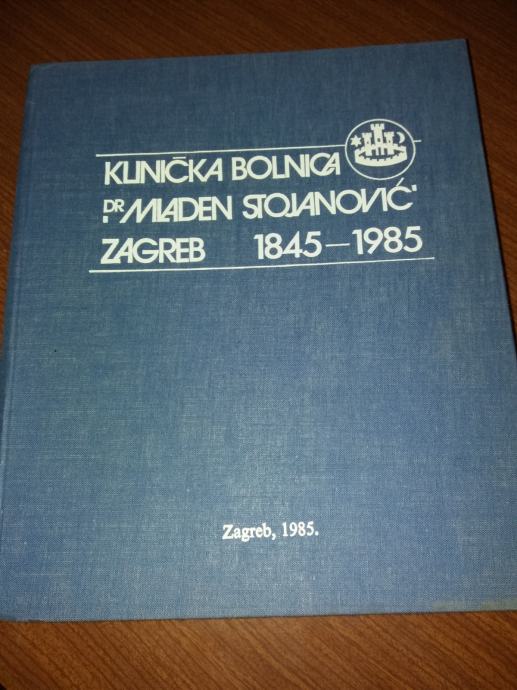 KLINIČKA BOLNICA
„DR MLADEN STOJANOVIĆ"
ZAGREB 1845–1985
Zagreb, 1985.